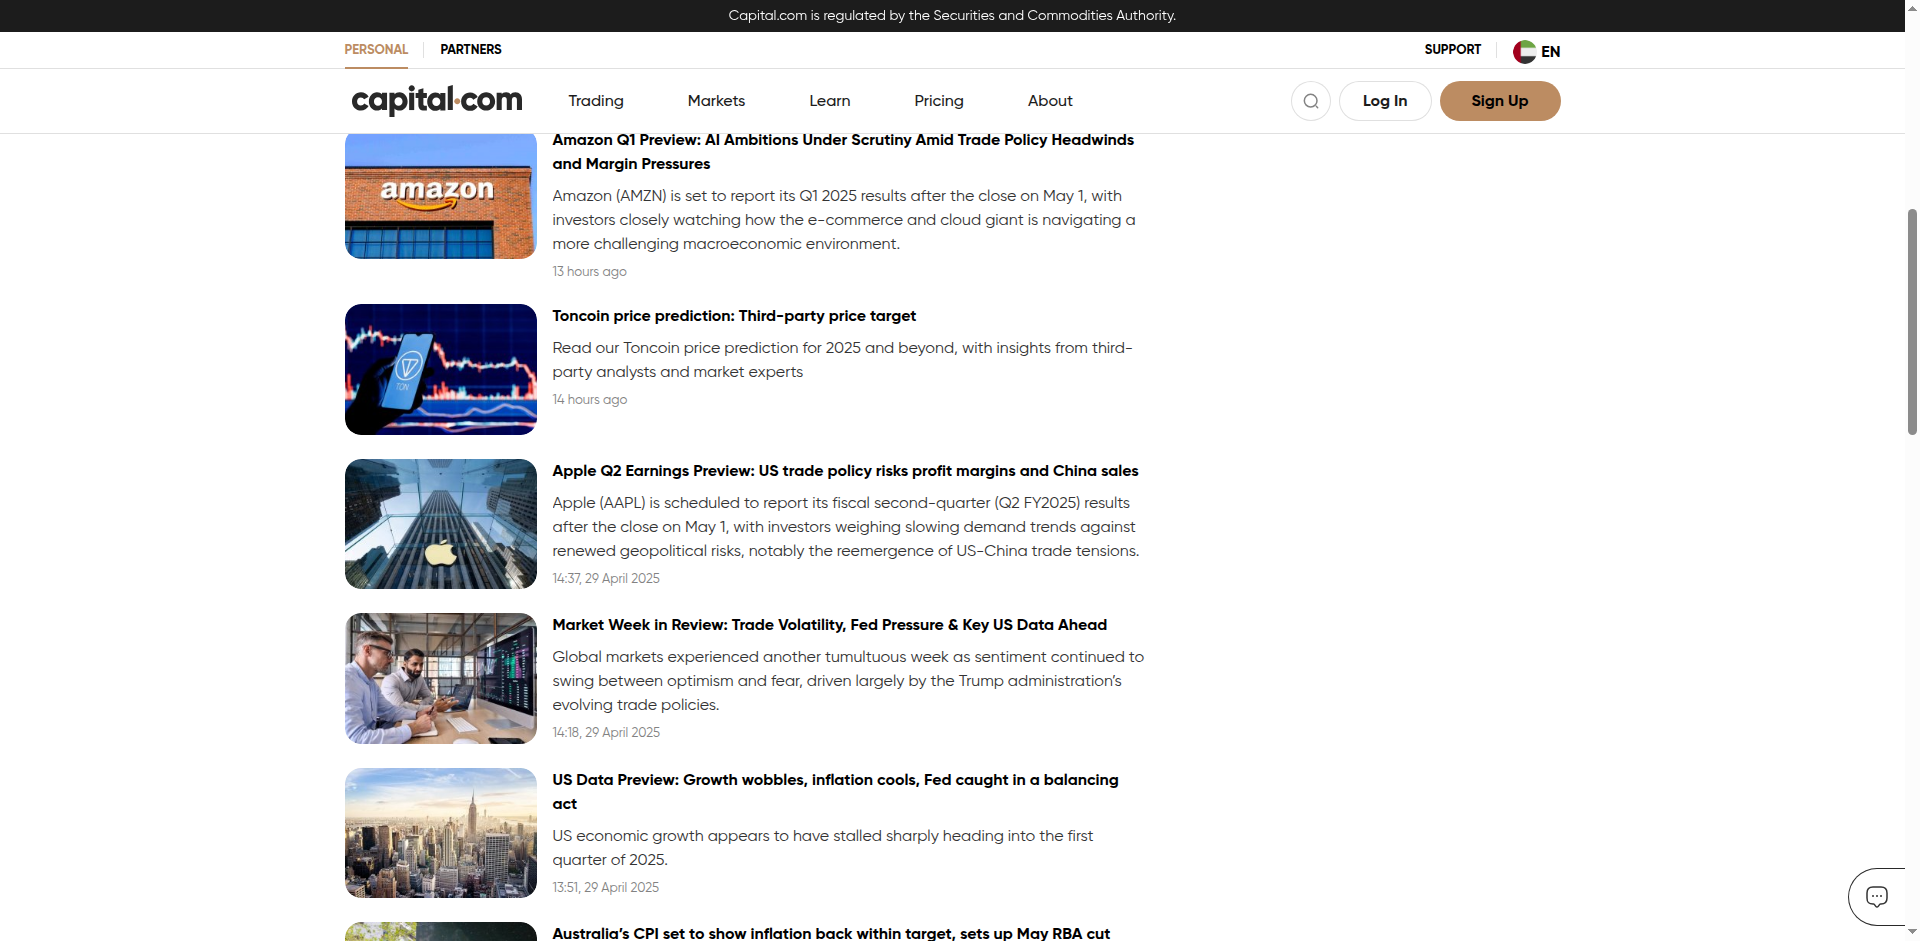 Capital.com is regulated by the Securities and Commodities Authority.
PERSONAL PARTNERS SUPPORT EN
capital.com Trading Markets Learn Pricing About Log In Sign Up
amazon
Amazon Q1 Preview: AI Ambitions Under Scrutiny Amid Trade Policy Headwinds
and Margin Pressures
Amazon (AMZN) is set to report its Q1 2025 results after the close on May 1, with
investors closely watching how the e-commerce and cloud giant is navigating a
more challenging macroeconomic environment.
13 hours ago
TON
Toncoin price prediction: Third-party price target
Read our Toncoin price prediction for 2025 and beyond, with insights from third-
party analysts and market experts
14 hours ago
Apple Q2 Earnings Preview: US trade policy risks profit margins and China sales
Apple (AAPL) is scheduled to report its fiscal second-quarter (Q2 FY2025) results
after the close on May 1, with investors weighing slowing demand trends against
renewed geopolitical risks, notably the reemergence of US-China trade tensions.
14:37, 29 April 2025
Market Week in Review: Trade Volatility, Fed Pressure & Key US Data Ahead
Global markets experienced another tumultuous week as sentiment continued to
swing between optimism and fear, driven largely by the Trump administration’s
evolving trade policies.
14:18, 29 April 2025
US Data Preview: Growth wobbles, inflation cools, Fed caught in a balancing
act
US economic growth appears to have stalled sharply heading into the first
quarter of 2025.
13:51, 29 April 2025
Australia’s CPI set to show inflation back within target, sets up May RBA cut